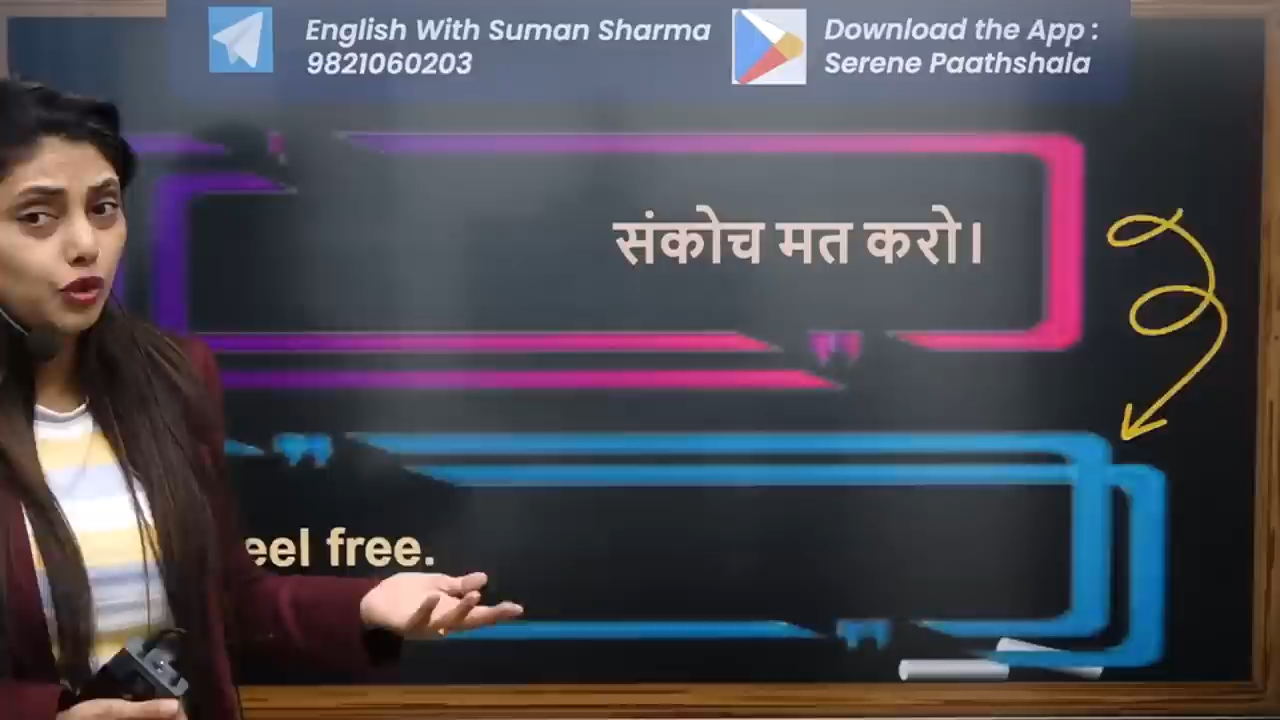 English With Suman Sharma
9821060203
Download the App :
Serene Paathshala
संकोच मत करो।
eel free.